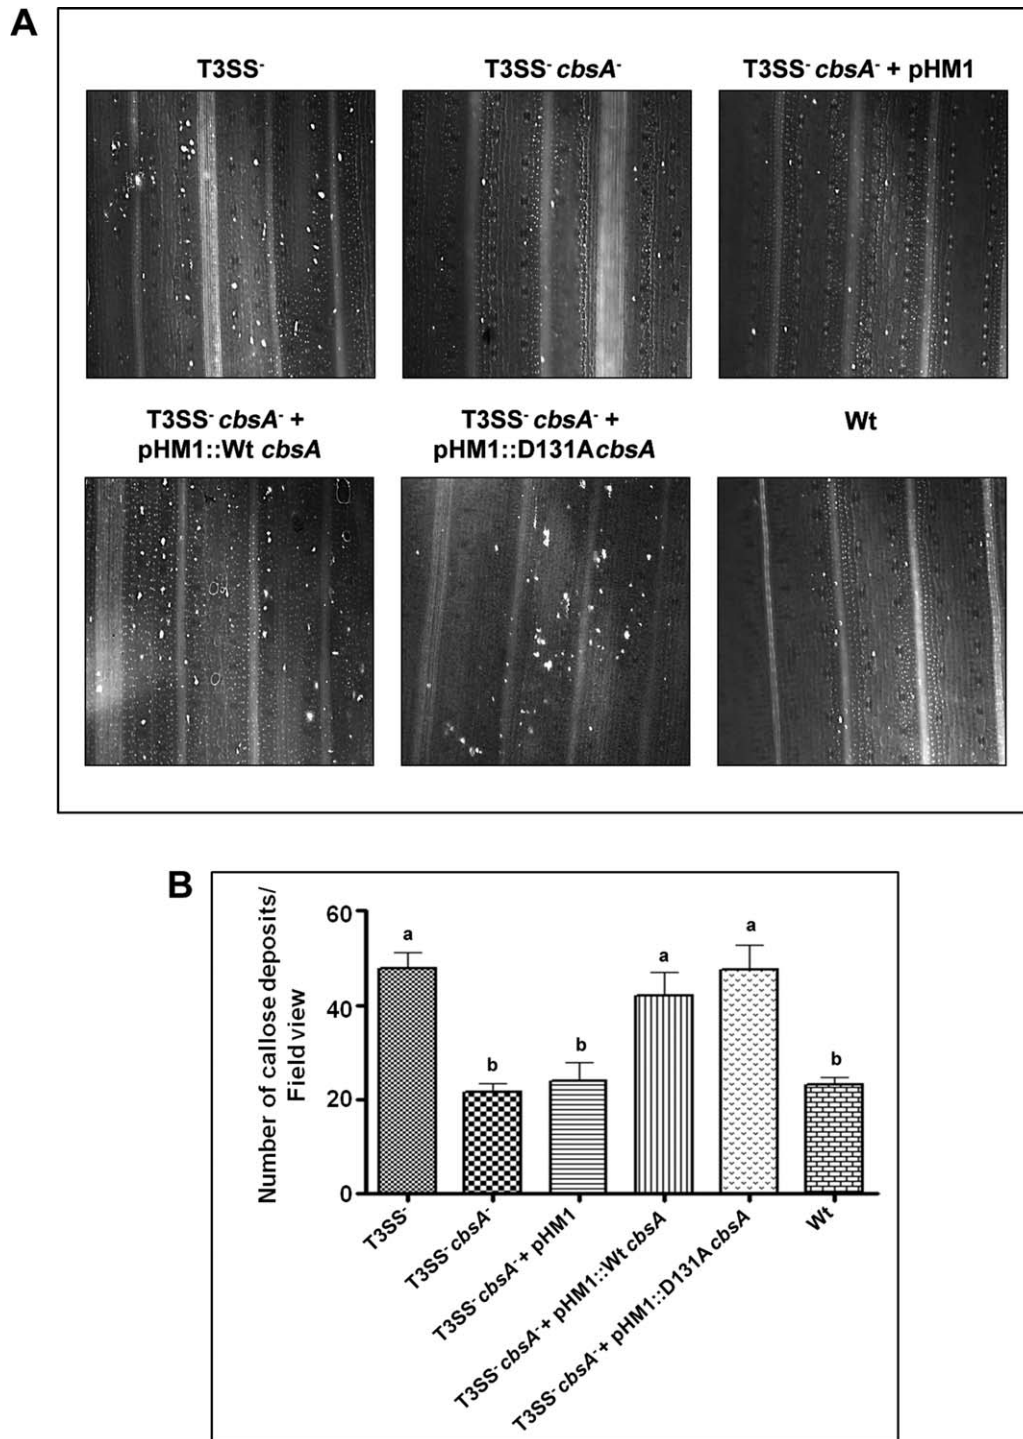 A
T3SS- T3SS- cbsA- T3SS- cbsA- + pHM1
T3SS- cbsA- +
pHM1::Wt cbsA
T3SS- cbsA- +
pHM1::D131AcbsA
Wt
B
Number of callose deposits/
Field view
60
40
20
0
a
b
b
a
a
b
T3SS-
T3SS- cbsA-
T3SS- cbsA- + pHM1
T3SS- cbsA- + pHM1::Wt cbsA
T3SS- cbsA- + pHM1::D131A cbsA
Wt